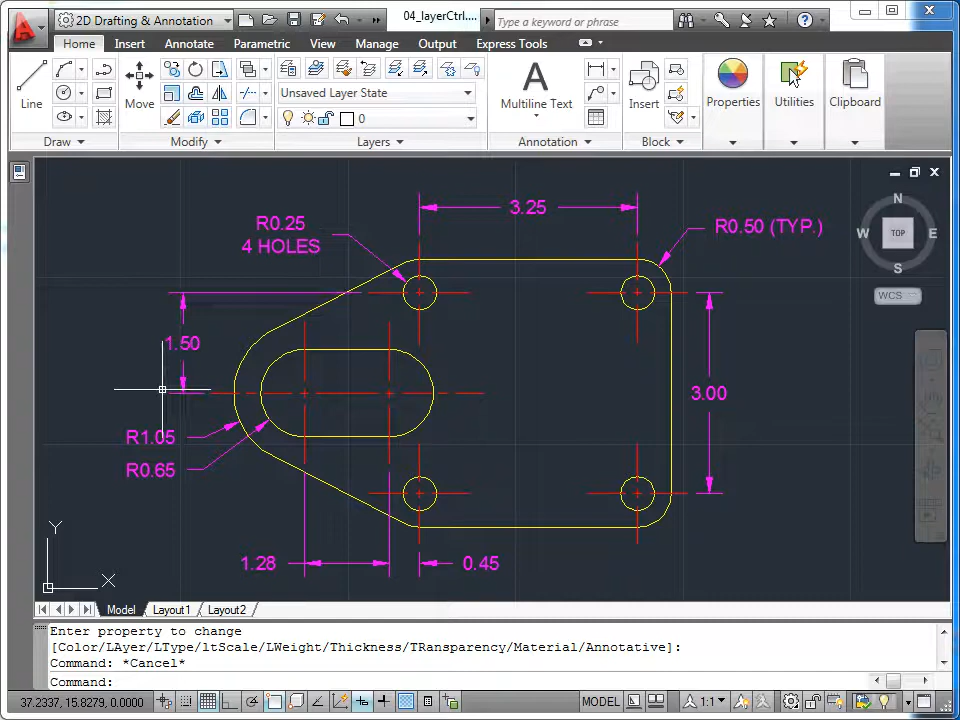 2D Drafting & Annotation
04_layerCtrl....
Type a keyword or phrase
Home Insert Annotate Parametric View Manage Output Express Tools
Line
Move
Unsaved Layer State
0
Multiline Text
Insert
Properties
Utilities
Clipboard
Draw
Modify
Layers
Annotation
Block
3.25
R0.25
4 HOLES
R0.50 (TYP.)
N
W TOP E
S
WCS
1.50
3.00
R1.05
R0.65
1.28
0.45
Y
X
Model Layout1 Layout2
Enter property to change
[Color/LAyer/LType/ltScale/LWeight/Thickness/TRansparency/Material/Annotative]:
Command: *Cancel*
Command:
37.2337, 15.8279, 0.0000
MODEL
1:1